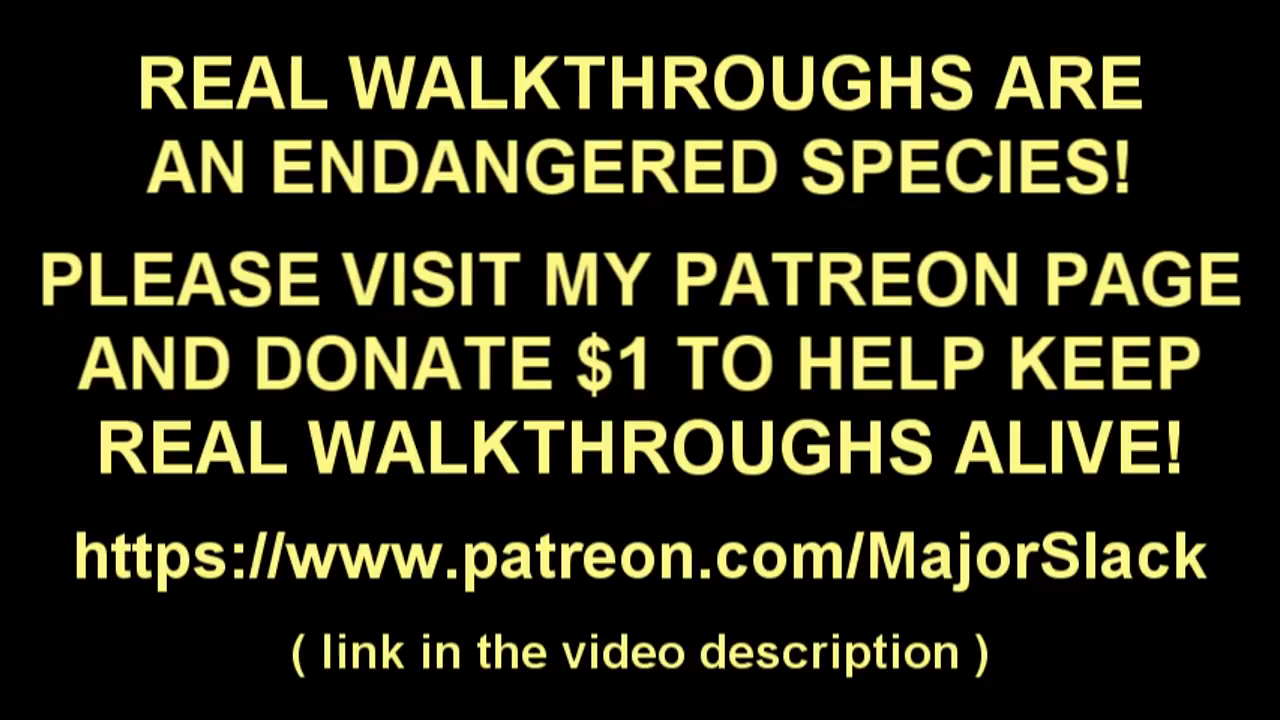 REAL WALKTHROUGHS ARE
AN ENDANGERED SPECIES!
PLEASE VISIT MY PATREON PAGE
AND DONATE $1 TO HELP KEEP
REAL WALKTHROUGHS ALIVE!
https://www.patreon.com/MajorSlack
( link in the video description )